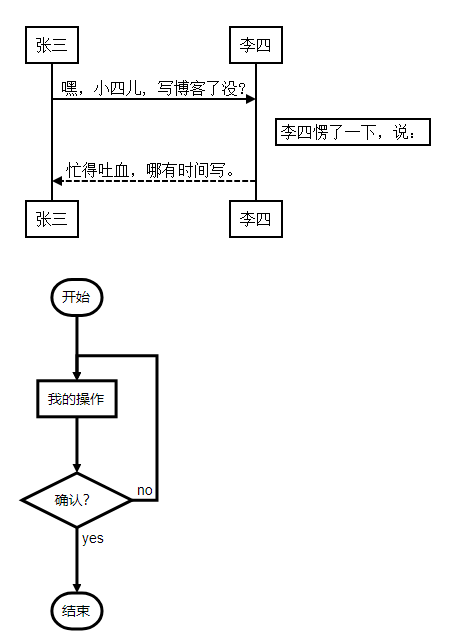 张三
李四
嘿，小四儿, 写博客了没?
李四愣了一下，说：
忙得吐血，哪有时间写。
张三
李四
开始
我的操作
确认?
no
yes
结束